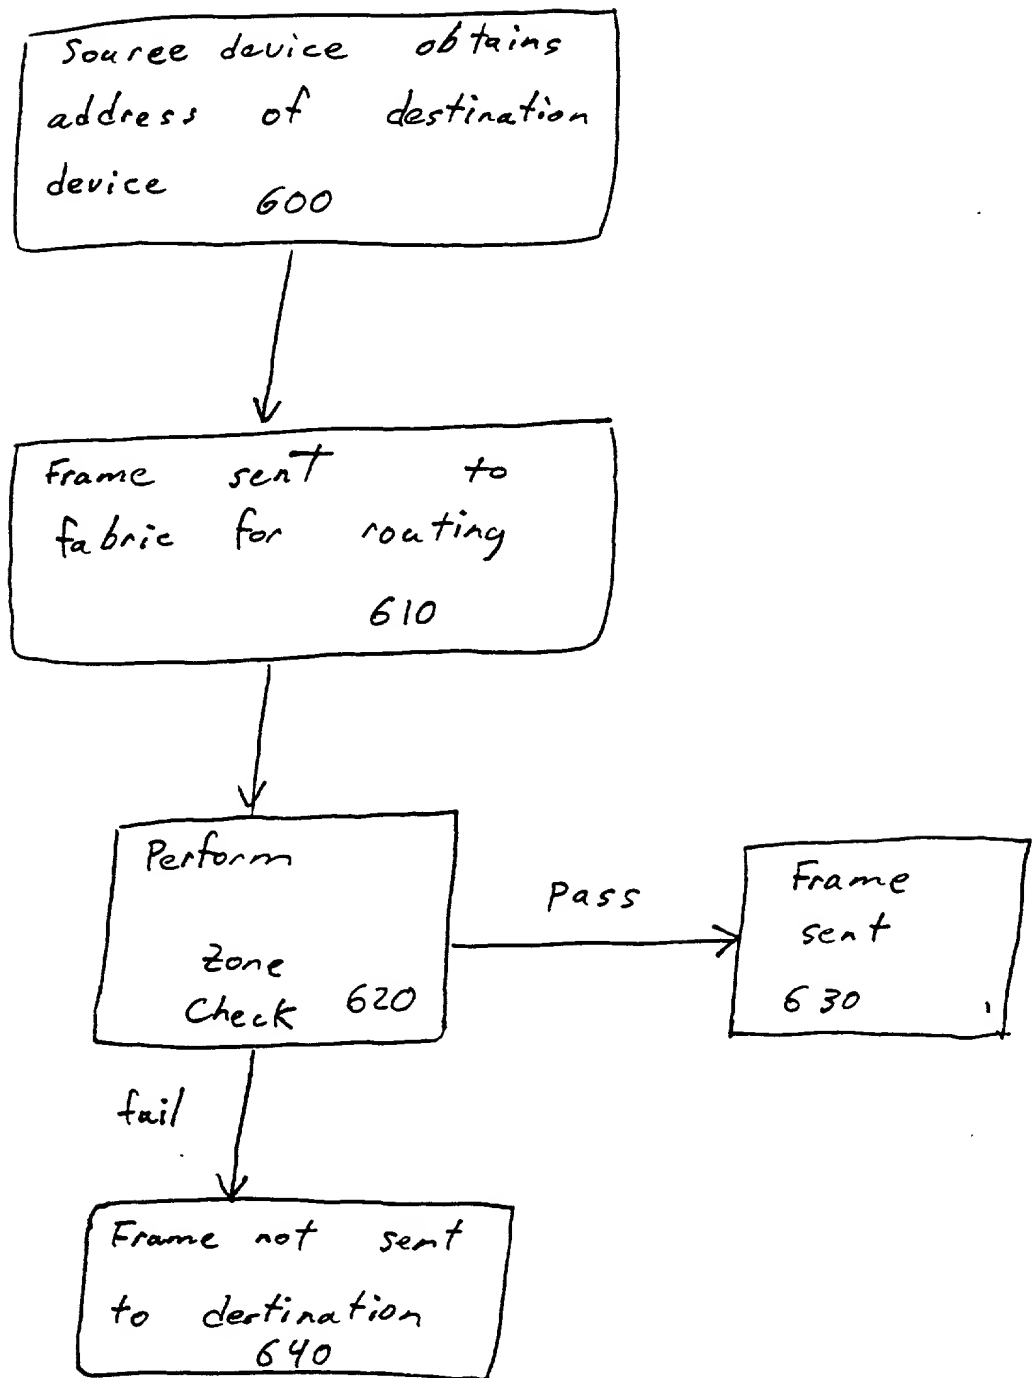 Source device obtains
address of destination
device
600
Frame sent to
fabric for routing
610
Perform
Zone
Check 620
Pass
Frame
sent
630
fail
Frame not sent
to destination
640